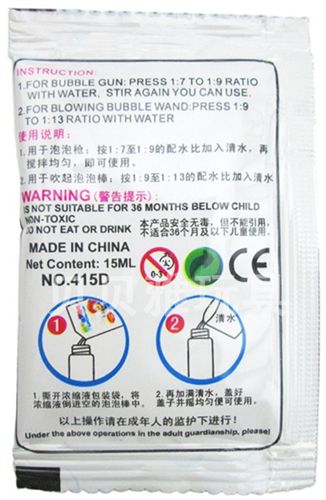 INSTRUCTION:
1.FOR BUBBLE GUN: PRESS 1:7 TO 1:9 RATIO
WITH WATER, STIR AGAIN YOU CAN USE.
2.FOR BLOWING BUBBLE WAND:PRESS 1:9
TO 1:13 RATIO WITH WATER
使用说明:
1.用于泡泡枪:按1:7至1:9的配水比加入清水,再
搅拌均匀,即可使用。
2.用于吹起泡泡棒:按1:9至1:13的配水比加入清水
WARNING(警告提示):
IS NOT SUITABLE FOR 36 MONTHS BELOW CHILD
NON-TOXIC
DO NOT EAT OR DRINK
本产品安全无毒,但不能食用,
不适合36个月及以下儿童使用。
MADE IN CHINA
Net Content: 15ML
NO.415D
0-3
CE
1
2
清水
1.撕开浓缩液包装袋,将
浓缩液倒进空的泡泡棒中。
2.再加满清水,盖好
盖子并摇均匀便可使用。
以上操作请在成年人的监护下进行!
Under the above operations in the adult guardianship, please!